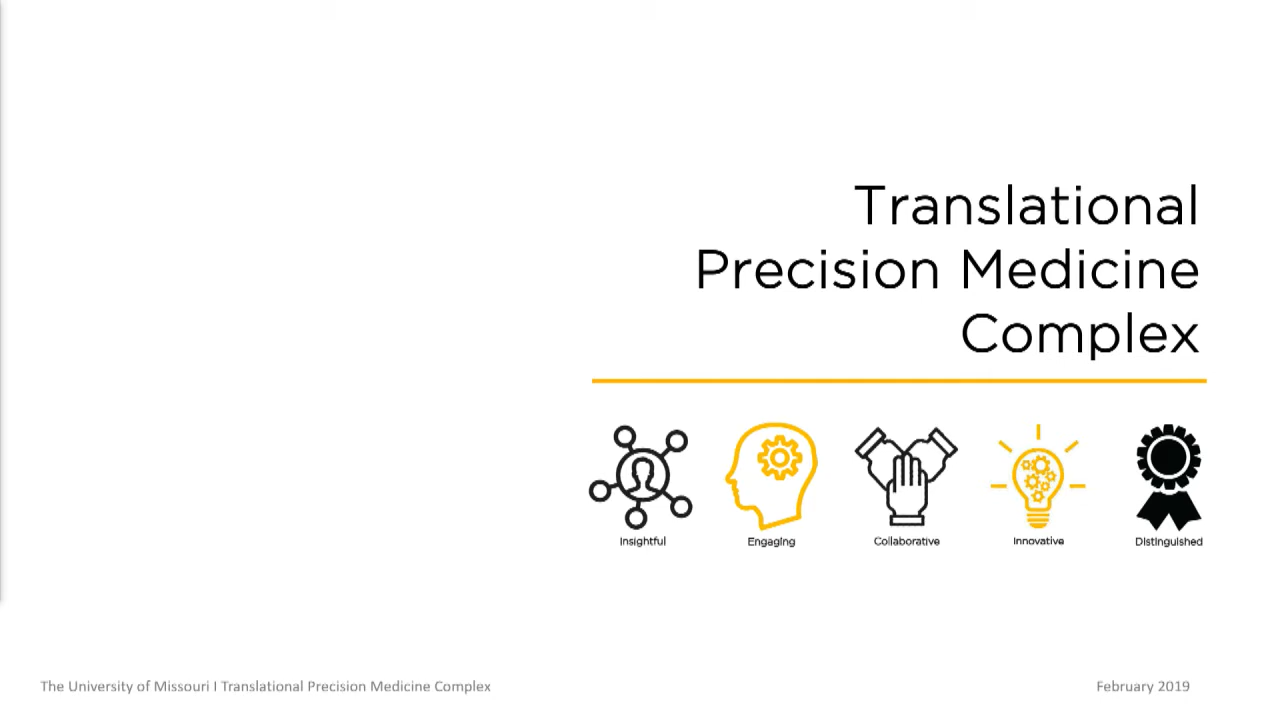 Translational
Precision Medicine
Complex
Insightful
Engaging
Collaborative
Innovative
Distinguished
The University of Missouri I Translational Precision Medicine Complex
February 2019